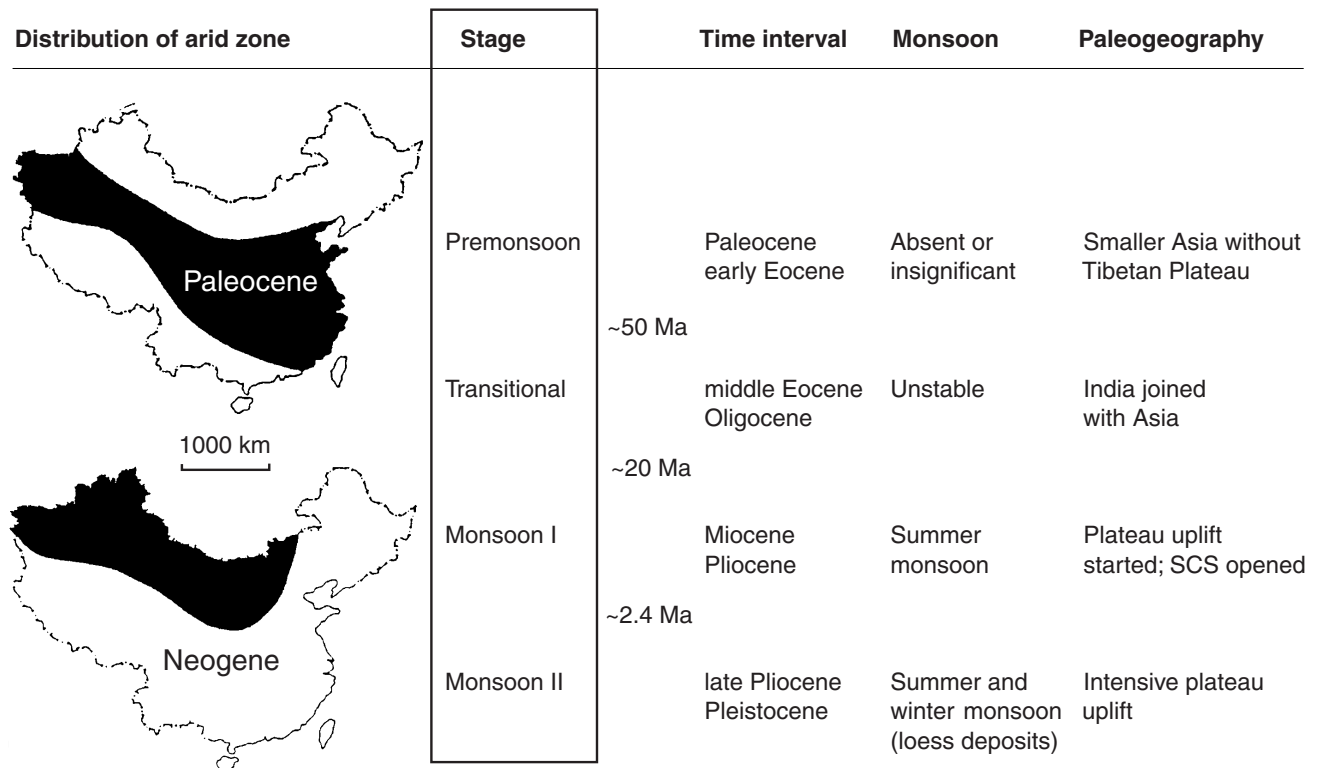 Distribution of arid zone Stage Time interval Monsoon Paleogeography
Paleocene
Premonsoon Paleocene Absent or Smaller Asia without
early Eocene insignificant Tibetan Plateau
~50 Ma
Transitional middle Eocene Unstable India joined
Oligocene with Asia
1000 km
~20 Ma
Monsoon I Miocene Summer Plateau uplift
Pliocene monsoon started; SCS opened
~2.4 Ma
Neogene
Monsoon II late Pliocene Summer and Intensive plateau
Pleistocene winter monsoon uplift
(loess deposits)